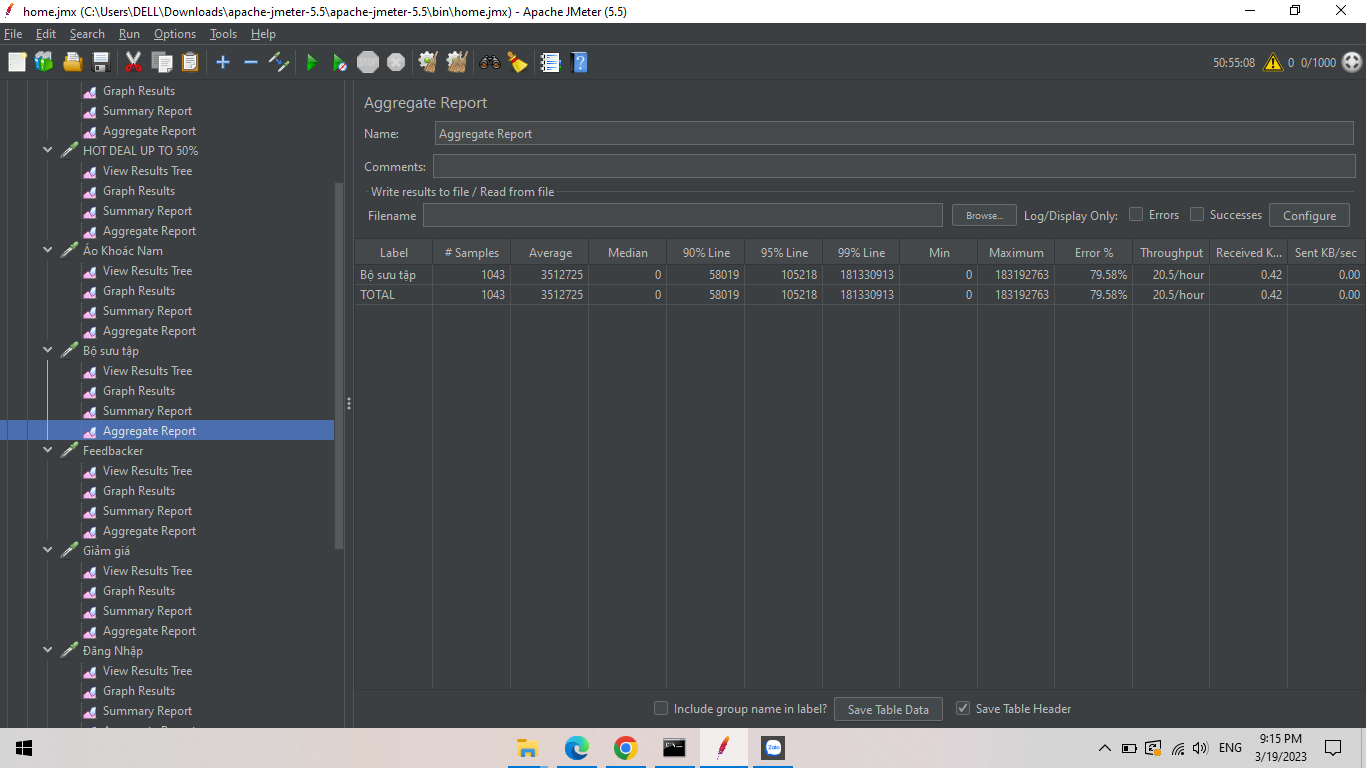 home.jmx (C:\Users\DELL\Downloads\apache-jmeter-5.5\apache-jmeter-5.5\bin\home.jmx) - Apache JMeter (5.5)
File Edit Search Run Options Tools Help
STOP 50:55:08 0 0/1000
Graph Results
Summary Report
Aggregate Report
HOT DEAL UP TO 50%
View Results Tree
Graph Results
Summary Report
Aggregate Report
Áo Khoác Nam
View Results Tree
Graph Results
Summary Report
Aggregate Report
Bộ sưu tập
View Results Tree
Graph Results
Summary Report
Aggregate Report
Feedbacker
View Results Tree
Graph Results
Summary Report
Aggregate Report
Giảm giá
View Results Tree
Graph Results
Summary Report
Aggregate Report
Đăng Nhập
View Results Tree
Graph Results
Summary Report
Aggregate Report
Name: Aggregate Report
Comments:
Write results to file / Read from file
Filename Browse... Log/Display Only: Errors Successes Configure
Label # Samples Average Median 90% Line 95% Line 99% Line Min Maximum Error % Throughput Received K... Sent KB/sec
Bộ sưu tập 1043 3512725 0 58019 105218 181330913 0 183192763 79.58% 20.5/hour 0.42 0.00
TOTAL 1043 3512725 0 58019 105218 181330913 0 183192763 79.58% 20.5/hour 0.42 0.00
Include group name in label? Save Table Data Save Table Header
Zalo
ENG
9:15 PM
3/19/2023